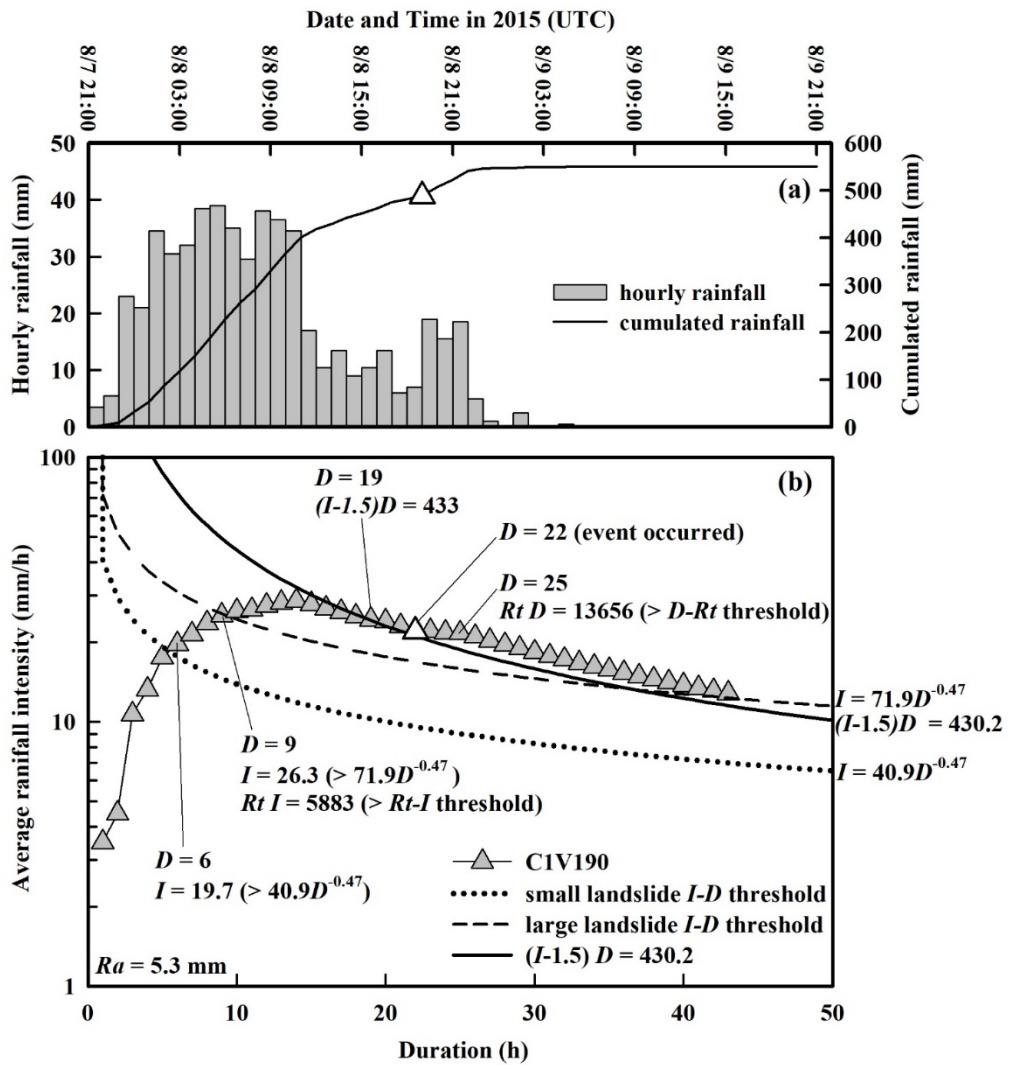 Date and Time in 2015 (UTC)
8/7 21:00
8/8 03:00
8/8 09:00
8/8 15:00
8/8 21:00
8/9 03:00
8/9 09:00
8/9 15:00
8/9 21:00
Hourly rainfall (mm)
50
40
30
20
10
0
(a)
hourly rainfall
cumulated rainfall
600
500
400
300
200
100
0
Cumulated rainfall (mm)
Average ranifall intensity (mm/h)
100
10
1
(b)
D = 19
(I-1.5)D = 433
D = 22 (event occurred)
D = 25
Rt D = 13656 (> D-Rt threshold)
I = 71.9D^-0.47
(I-1.5)D = 430.2
I = 40.9D^-0.47
D = 9
I = 26.3 (> 71.9D^-0.47)
Rt I = 5883 (> Rt-I threshold)
D = 6
I = 19.7 (> 40.9D^-0.47)
C1V190
small landslide I-D threshold
large landslide I-D threshold
(I-1.5) D = 430.2
Ra = 5.3 mm
0 10 20 30 40 50
Duration (h)